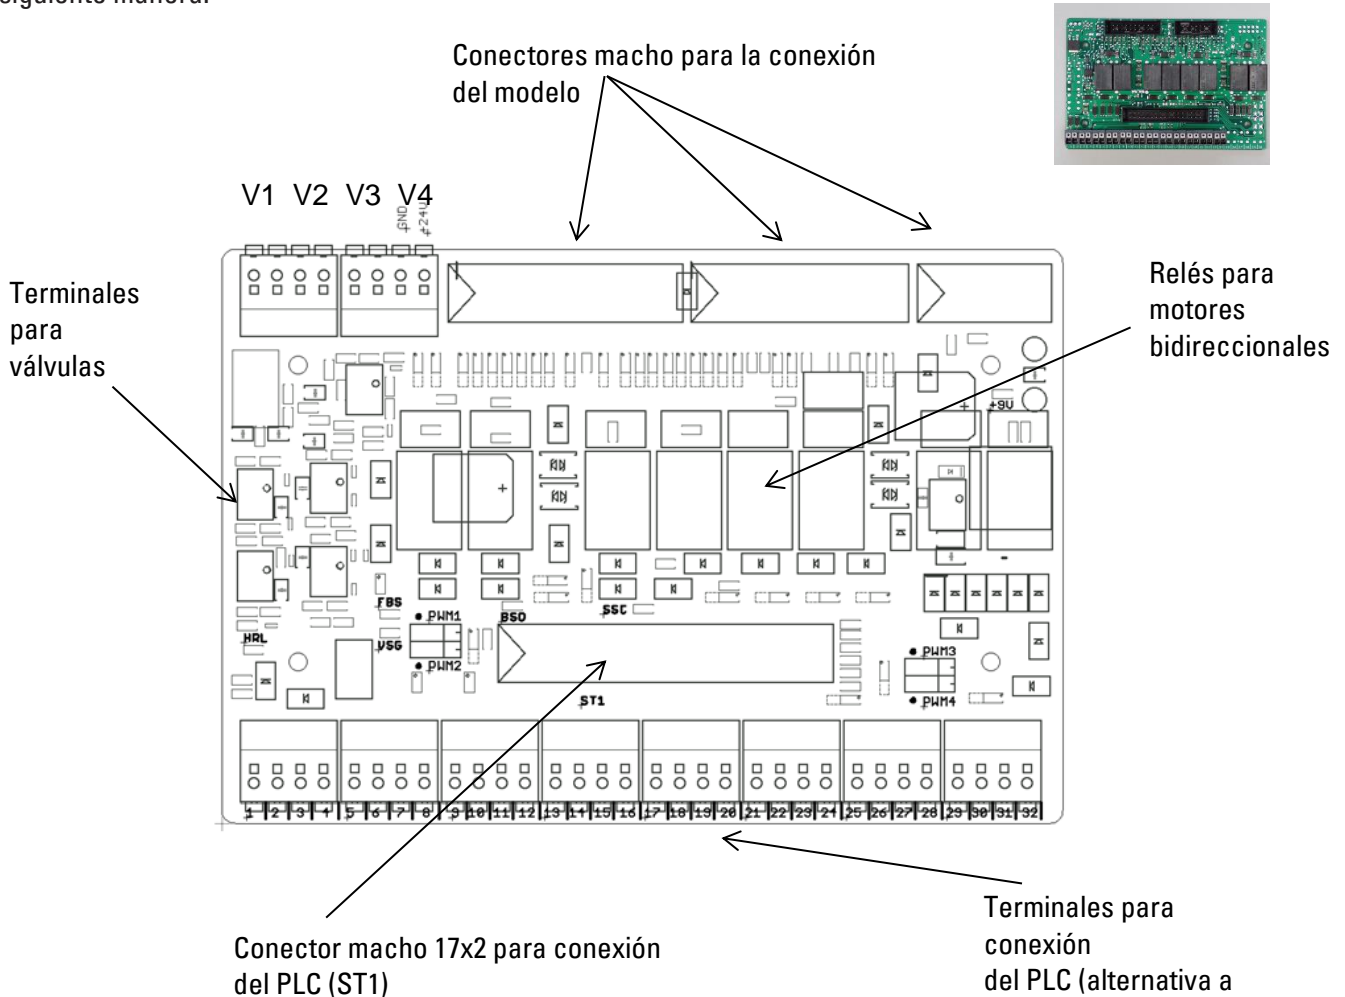 siguiente manera:
Conectores macho para la conexión
del modelo
V1 V2 V3 V4
GND
+24V
Terminales
para
válvulas
Relés para
motores
bidireccionales
+9V
FBS
PWM1
BSO
SSC
HRL
VSG
PWM2
PWM3
ST1
PWM4
1 2 3 4 5 6 7 8 9 10 11 12 13 14 15 16 17 18 19 20 21 22 23 24 25 26 27 28 29 30 31 32
Conector macho 17x2 para conexión
del PLC (ST1)
Terminales para
conexión
del PLC (alternativa a